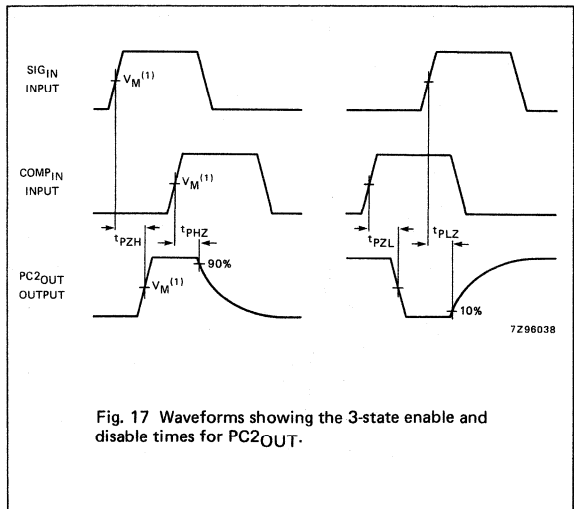 SIG_IN
INPUT
V_M(1)
COMP_IN
INPUT
V_M(1)
t_PZH
t_PHZ
t_PZL
t_PLZ
PC2_OUT
OUTPUT
90%
V_M(1)
10%
7Z96038
Fig. 17 Waveforms showing the 3-state enable and
disable times for PC2_OUT.